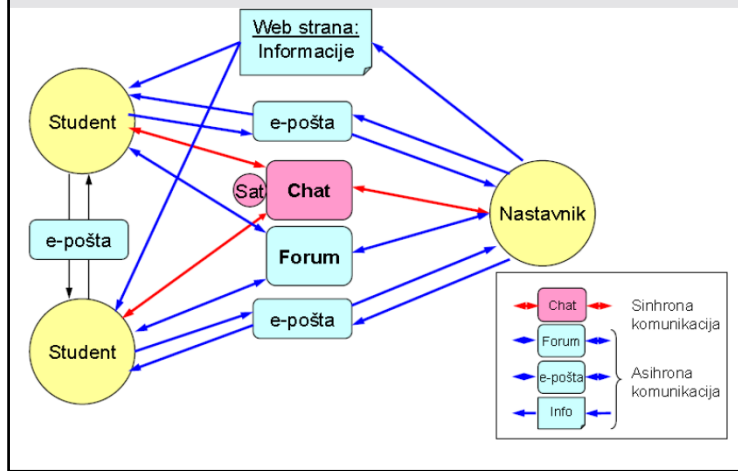 Web strana:
Informacije
Student
e-pošta
Sat
Chat
Nastavnik
e-pošta
Forum
e-pošta
Student
Chat
Sinhrona
komunikacija
Forum
e-pošta
Asihrona
komunikacija
Info